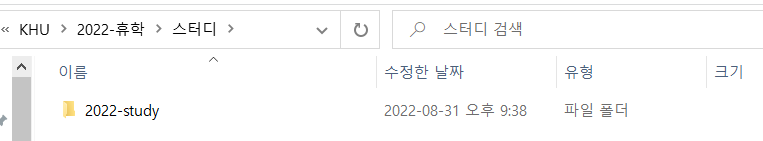 « KHU > 2022-휴학 > 스터디 > 스터디 검색
이름 수정한 날짜 유형 크기
2022-study 2022-08-31 오후 9:38 파일 폴더